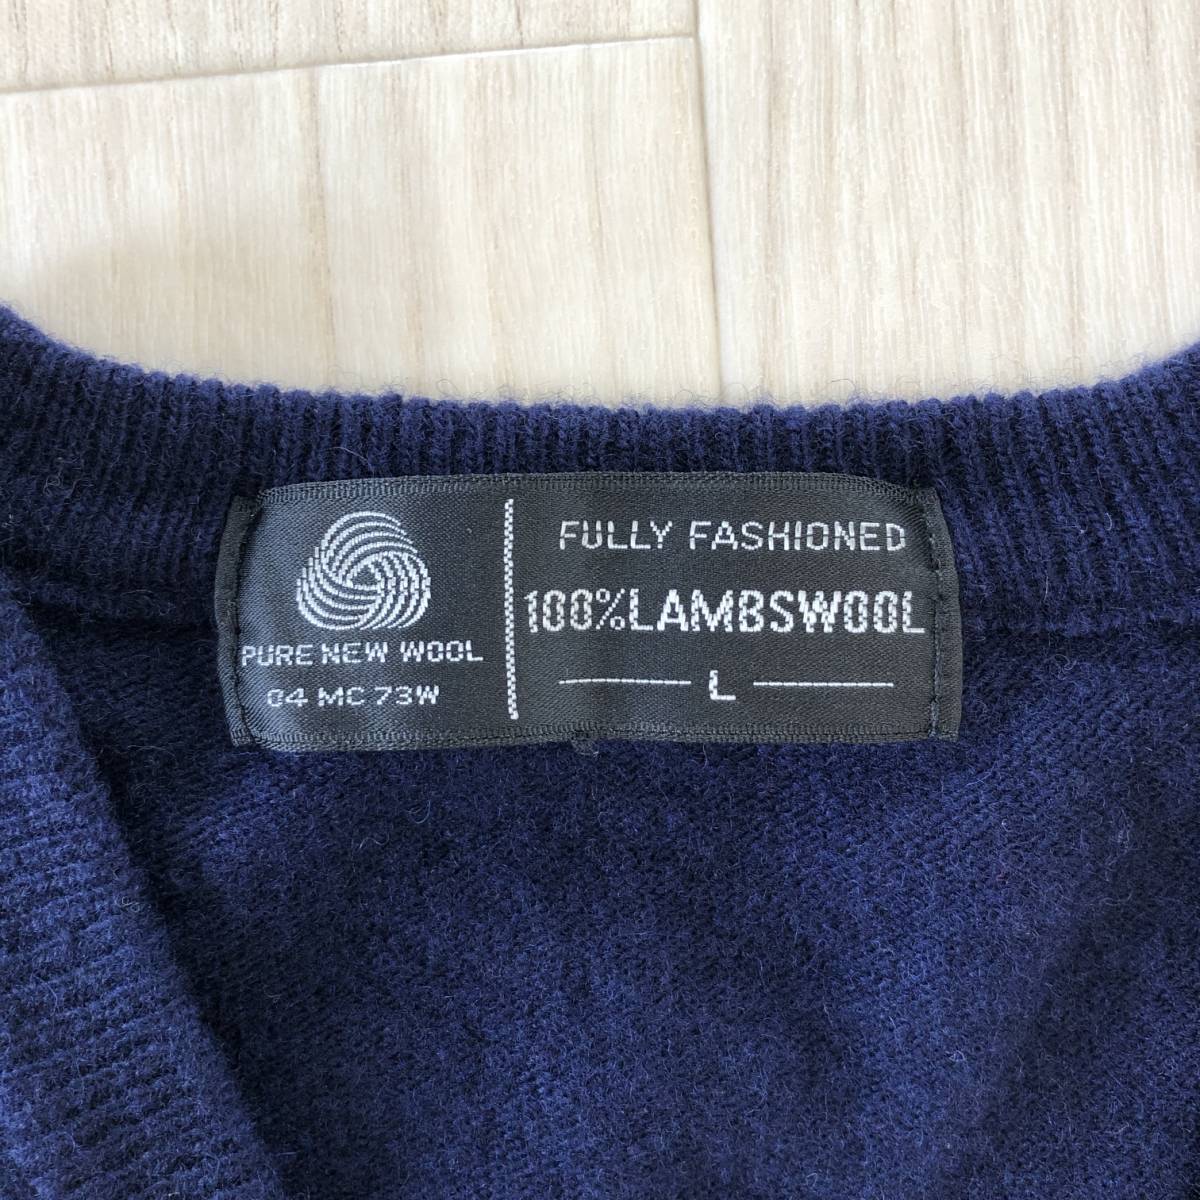 PURE NEW WOOL
04 MC 73W
FULLY FASHIONED
100%LAMBSWOOL
L